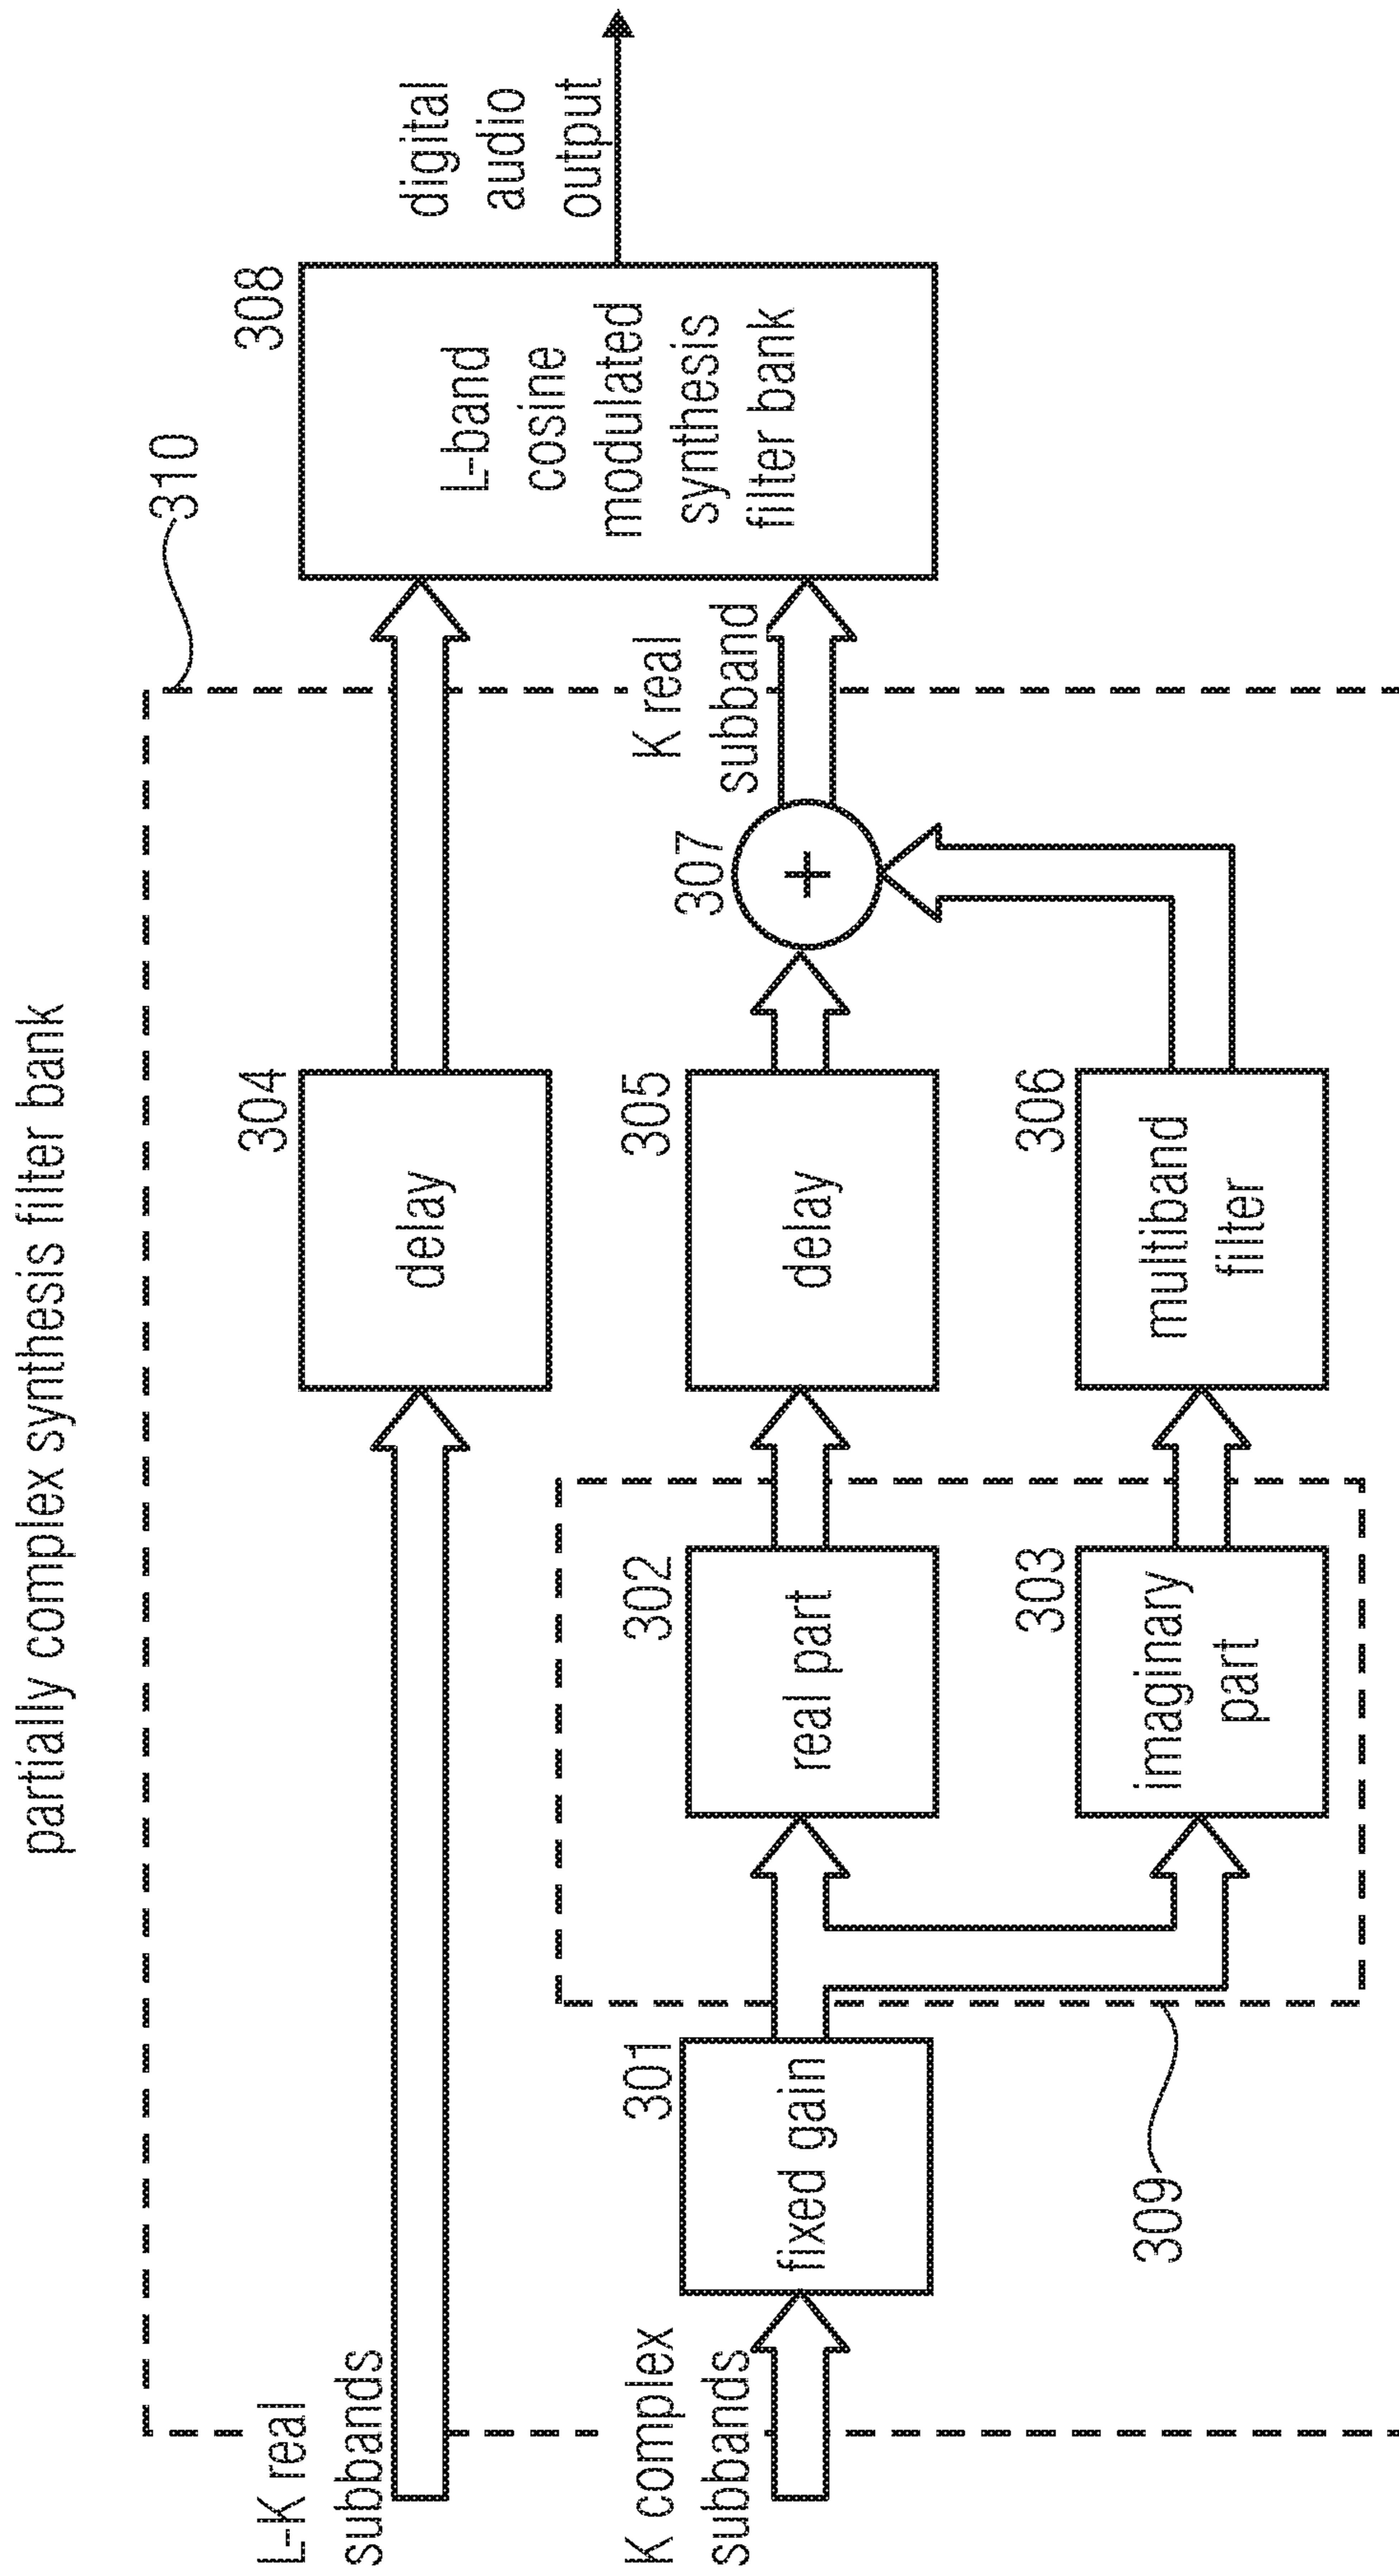 partially complex synthesis filter bank
310
L-K real
subbands
304
delay
308
L-band
cosine
modulated
synthesis
filter bank
digital
audio
output
K complex
subbands
301
fixed gain
302
real part
305
delay
307
+
K real
subband
309
303
imaginary
part
306
multiband
filter